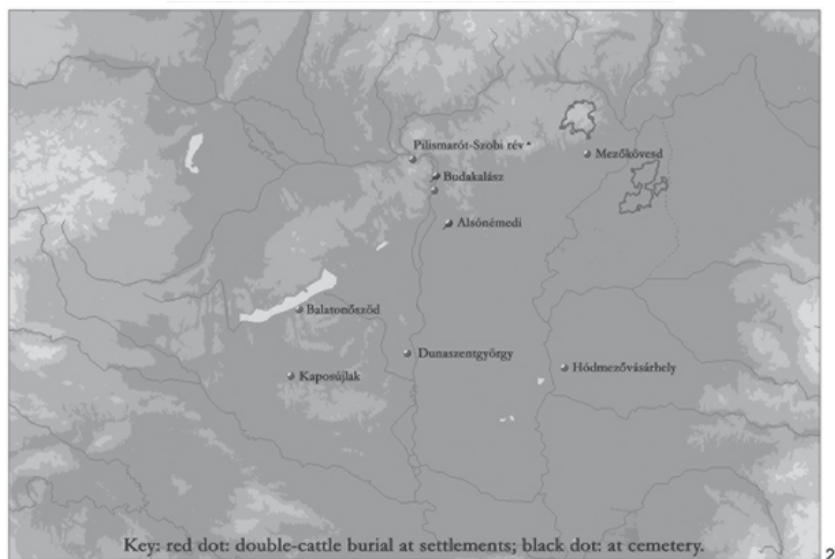 Pilismarót-Szobi rév
Mezőkövesd
Budakalász
Alsónémedi
Balatonőszöd
Dunaszentgyörgy
Hódmezővásárhely
Kaposújlak
Key: red dot: double-cattle burial at settlements; black dot: at cemetery.
2